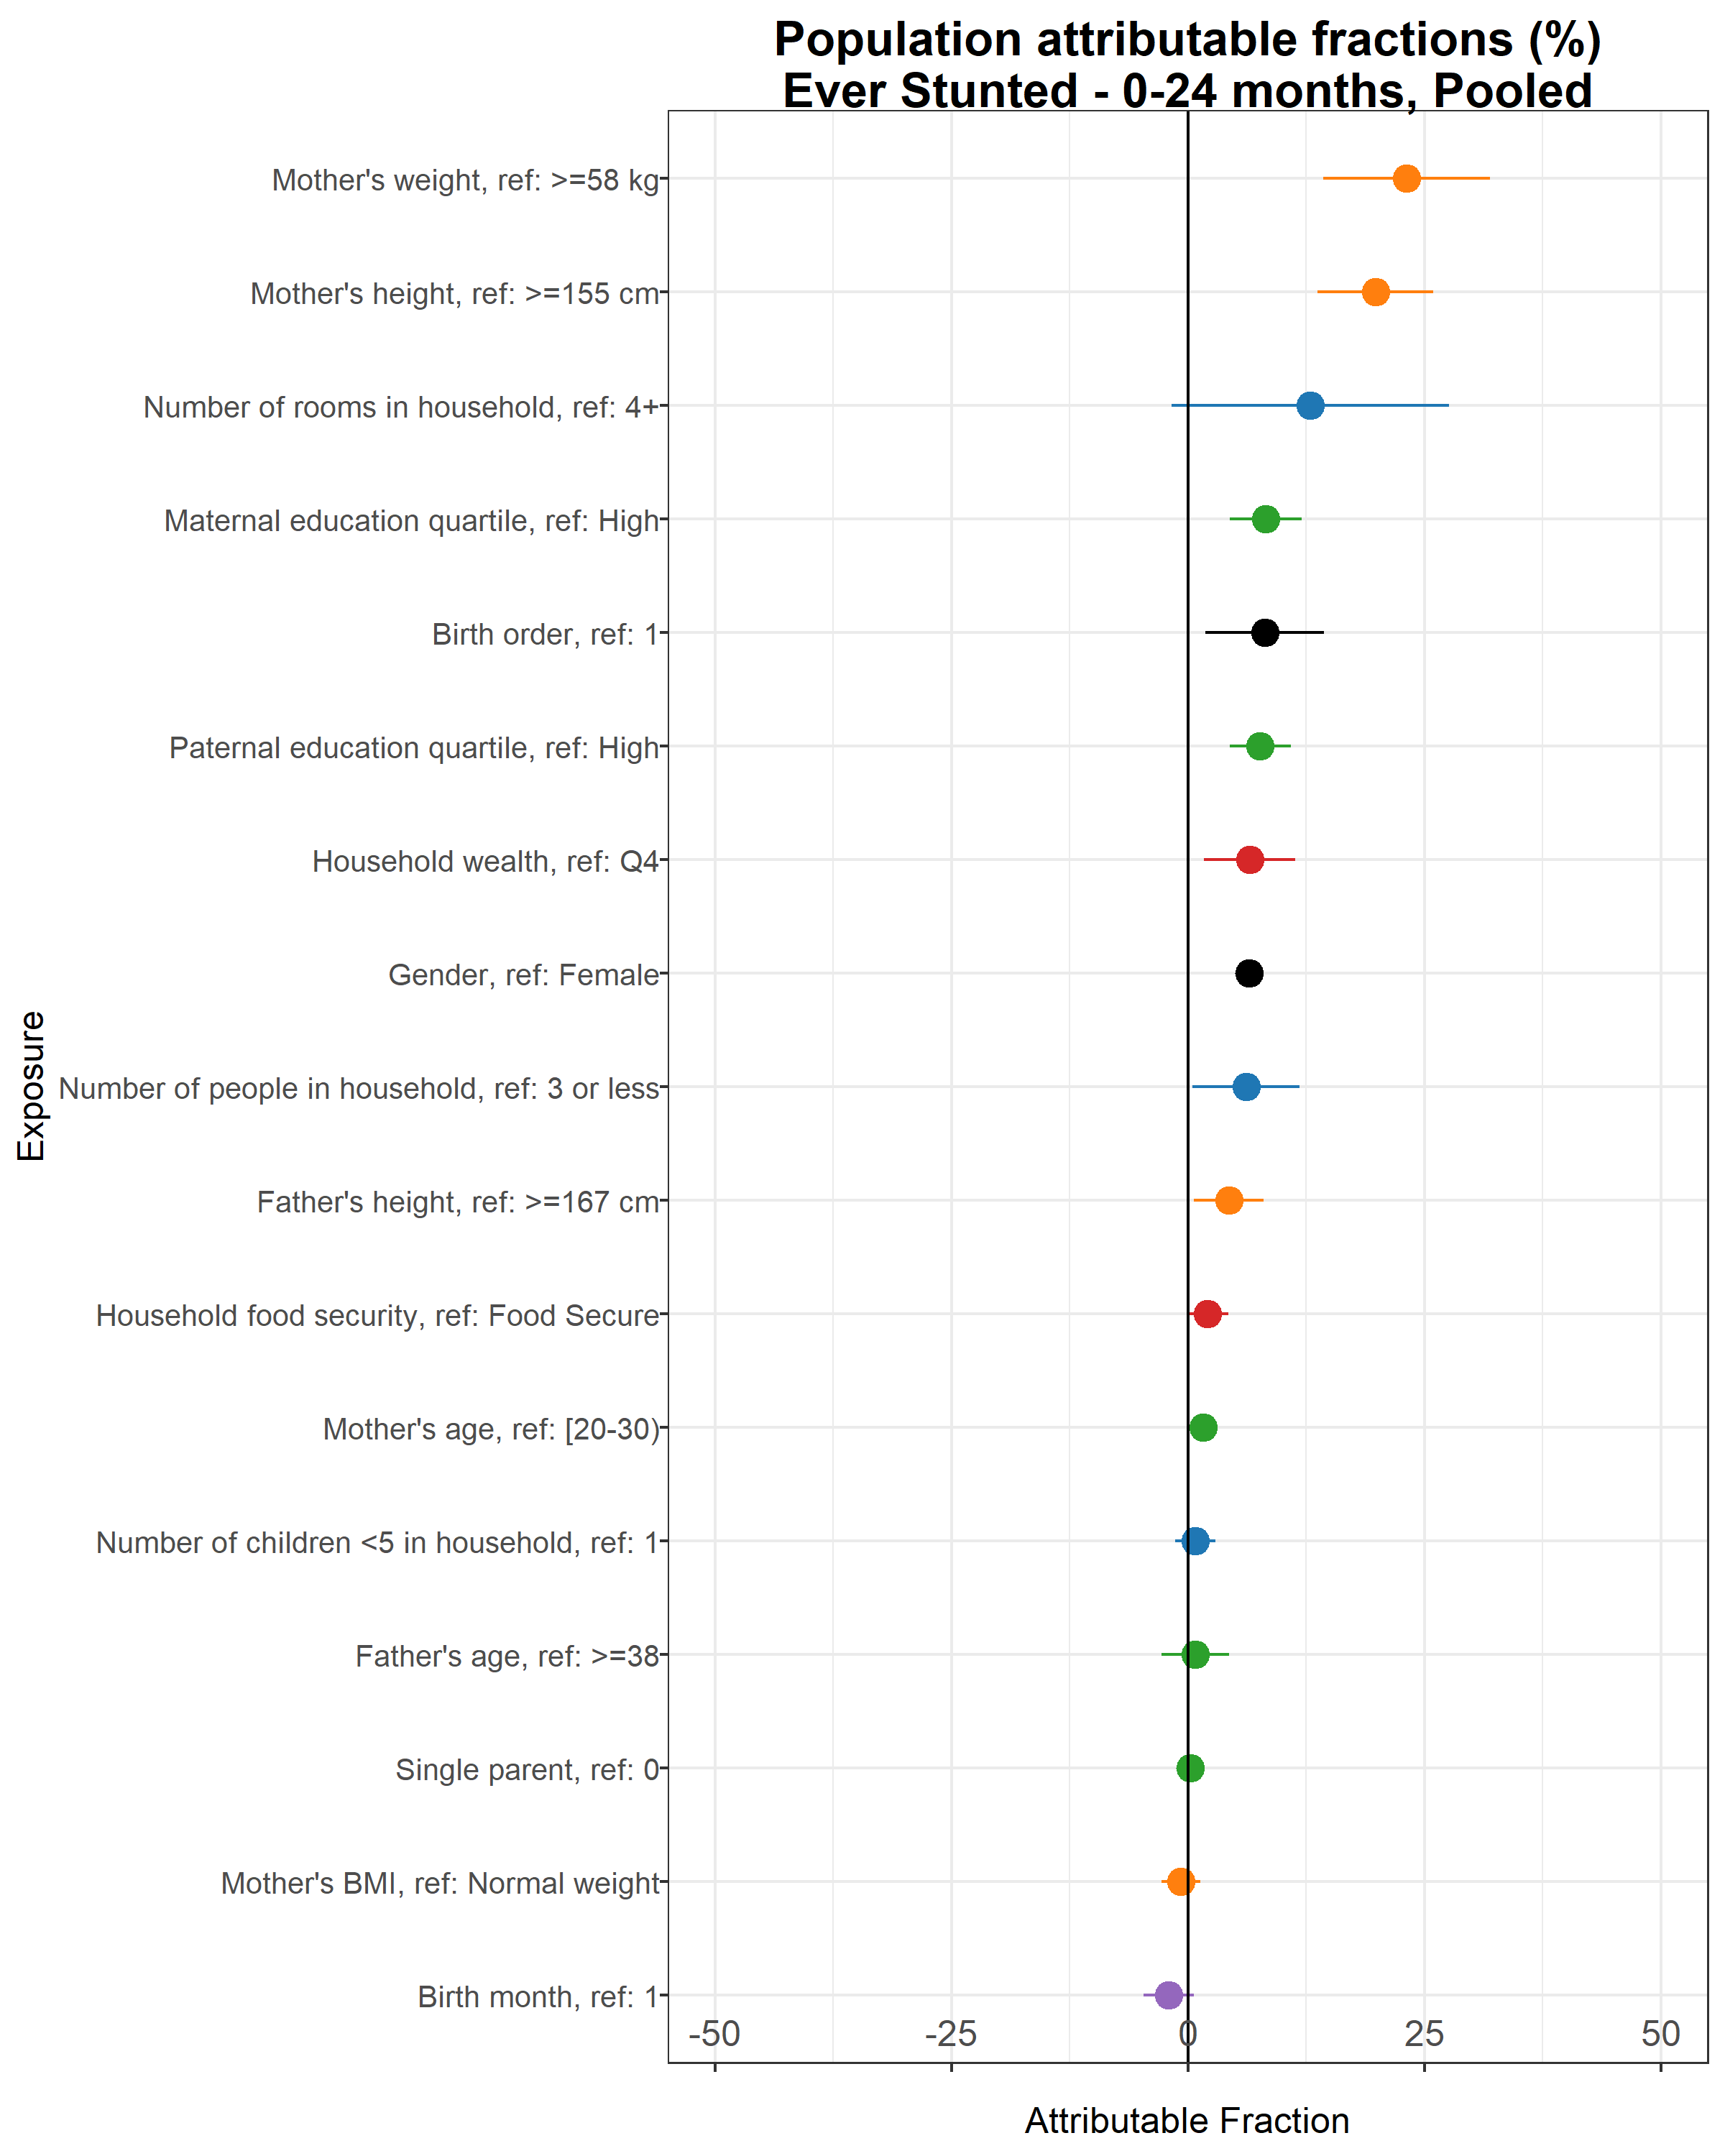 Population attributable fractions (%)
Ever Stunted - 0-24 months, Pooled
Mother's weight, ref: >=58 kg
Mother's height, ref: >=155 cm
Number of rooms in household, ref: 4+
Maternal education quartile, ref: High
Birth order, ref: 1
Paternal education quartile, ref: High
Household wealth, ref: Q4
Gender, ref: Female
Number of people in household, ref: 3 or less
Father's height, ref: >=167 cm
Household food security, ref: Food Secure
Mother's age, ref: [20-30)
Number of children <5 in household, ref: 1
Father's age, ref: >=38
Single parent, ref: 0
Mother's BMI, ref: Normal weight
Birth month, ref: 1
Exposure
-50 -25 0 25 50
Attributable Fraction